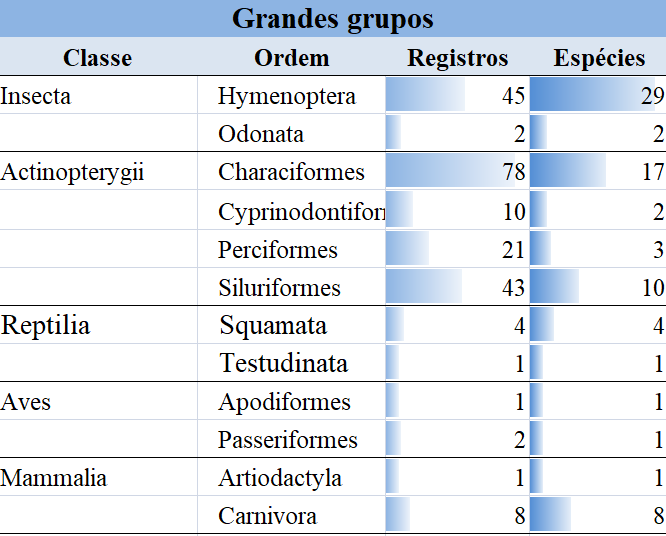 Grandes grupos
Classe Ordem Registros Espécies
Insecta Hymenoptera 45 29
Odonata 2 2
Actinopterygii Characiformes 78 17
Cyprinodontifor 10 2
Perciformes 21 3
Siluriformes 43 10
Reptilia Squamata 4 4
Testudinata 1 1
Aves Apodiformes 1 1
Passeriformes 2 1
Mammalia Artiodactyla 1 1
Carnivora 8 8